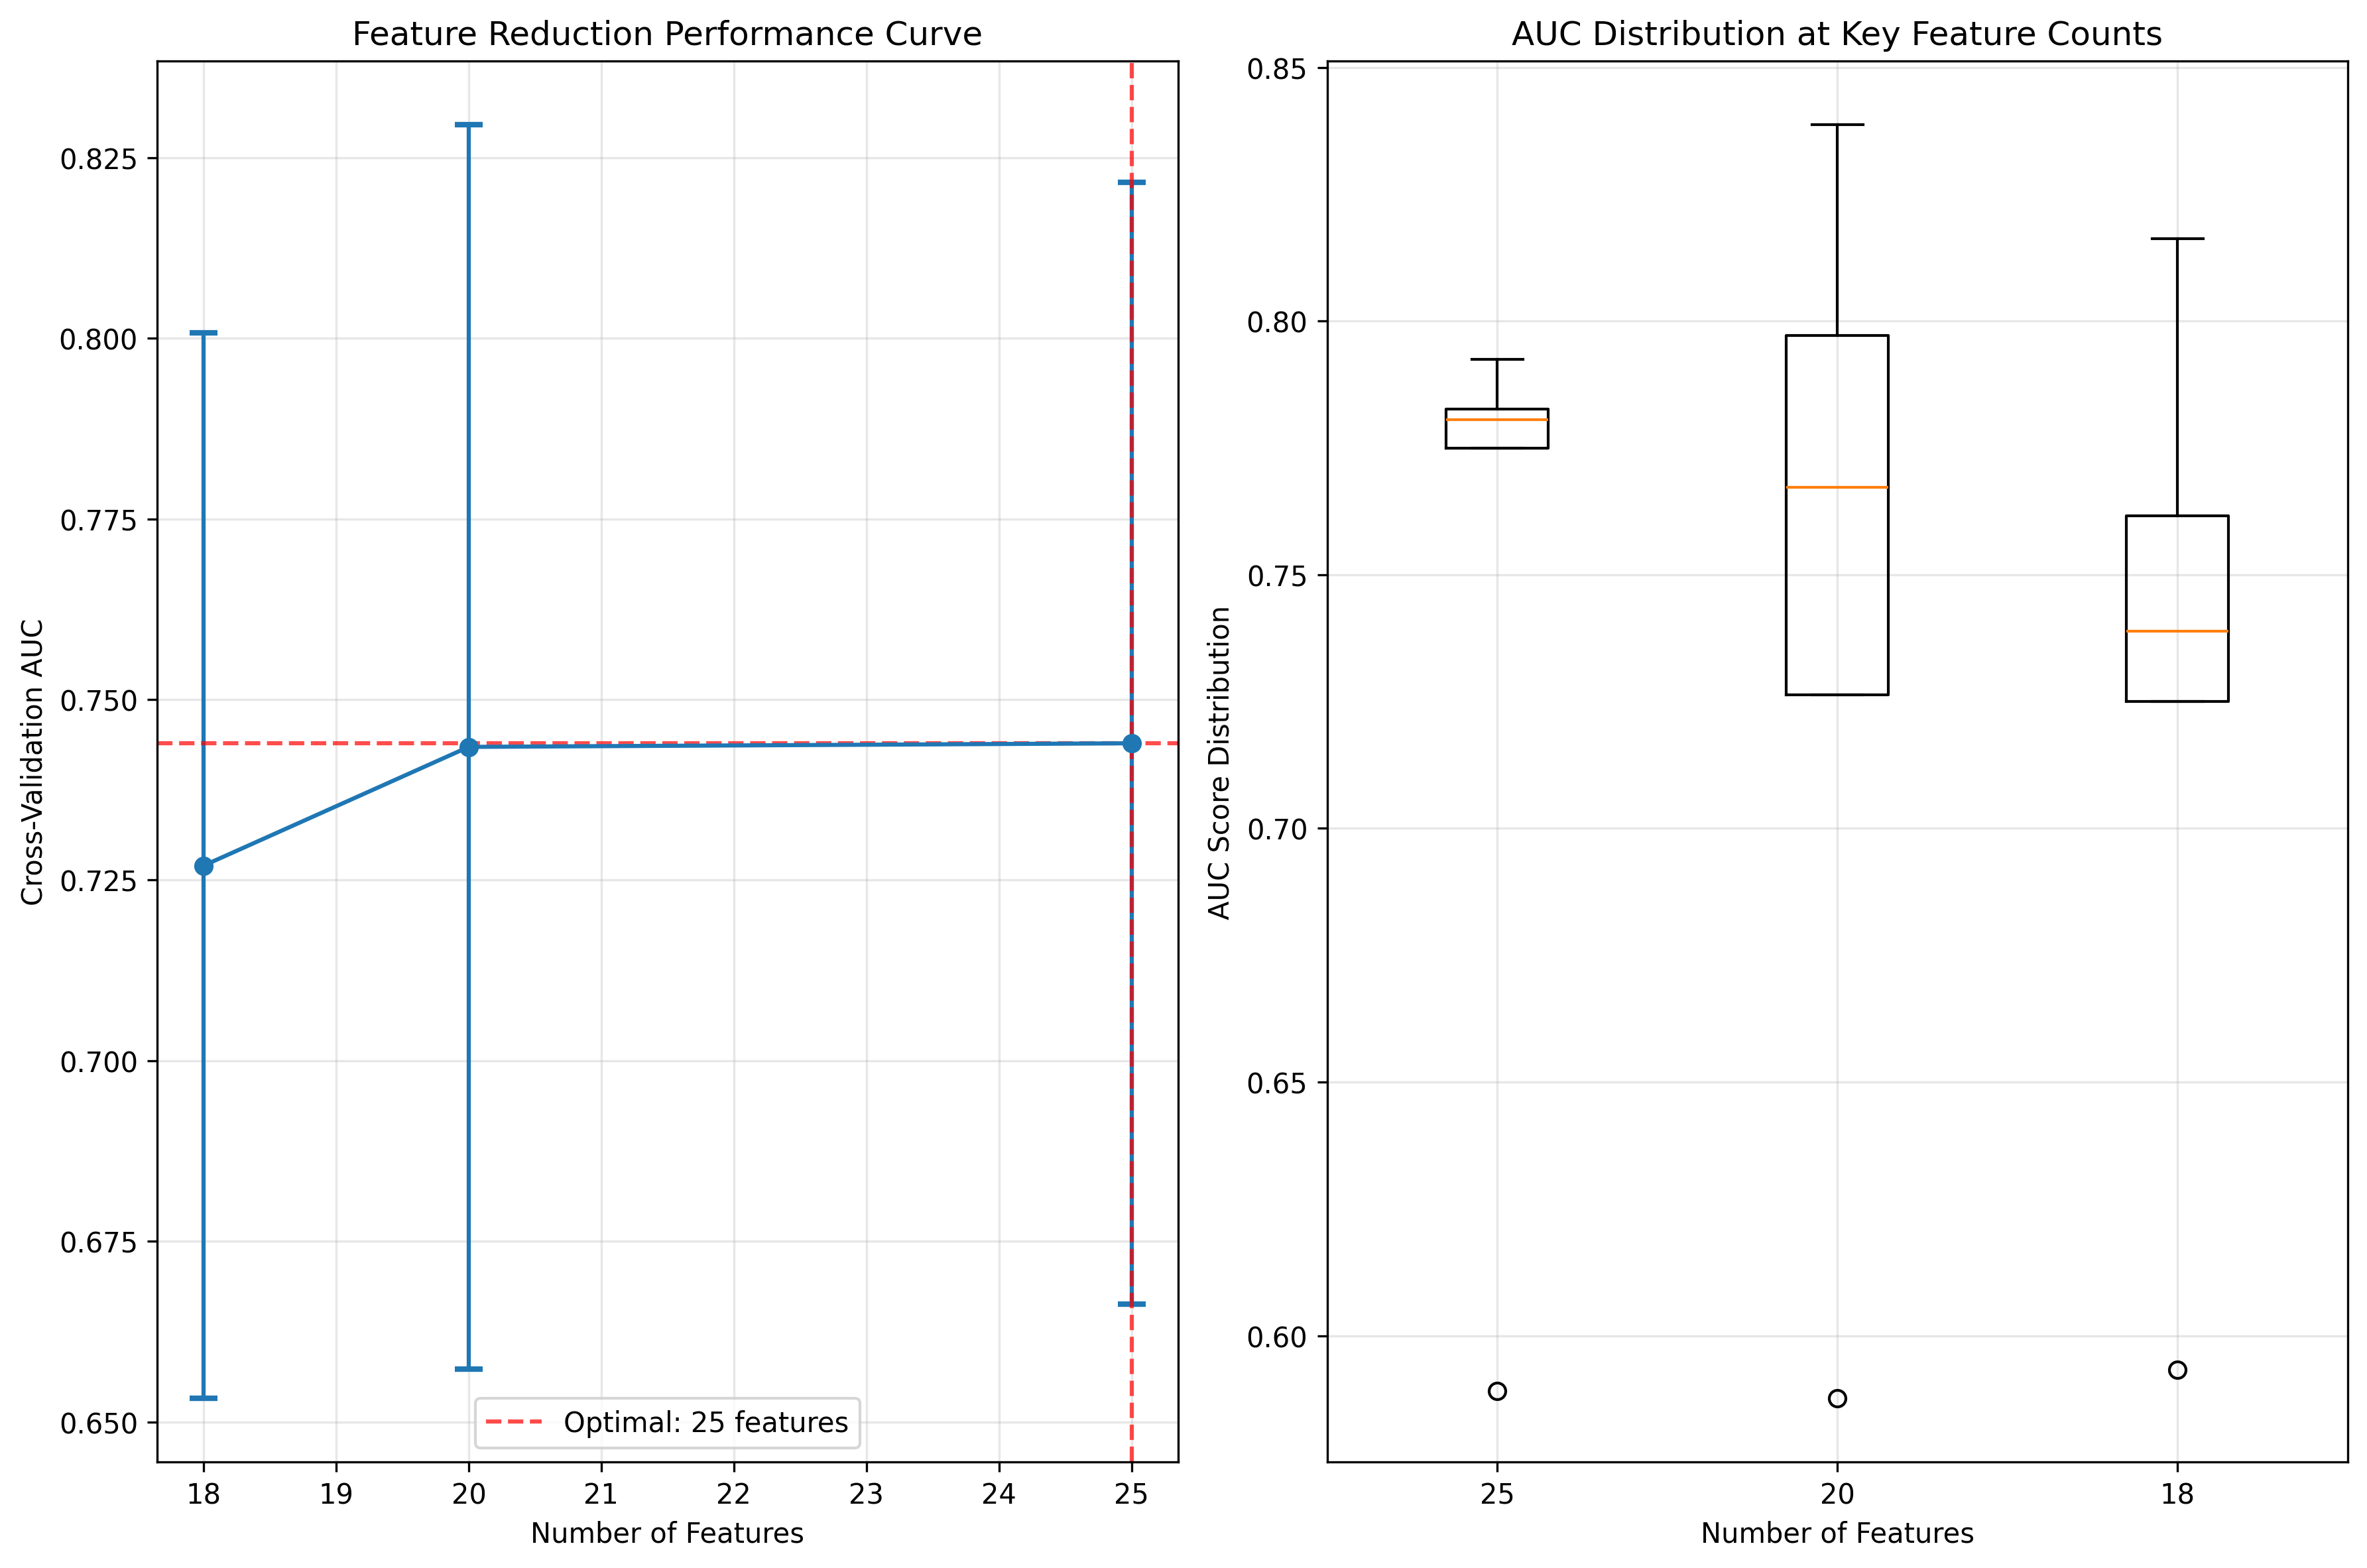 Feature Reduction Performance Curve
Cross-Validation AUC
0.825
0.800
0.775
0.750
0.725
0.700
0.675
0.650
Optimal: 25 features
18 19 20 21 22 23 24 25
Number of Features
AUC Distribution at Key Feature Counts
AUC Score Distribution
0.85
0.80
0.75
0.70
0.65
0.60
25 20 18
Number of Features